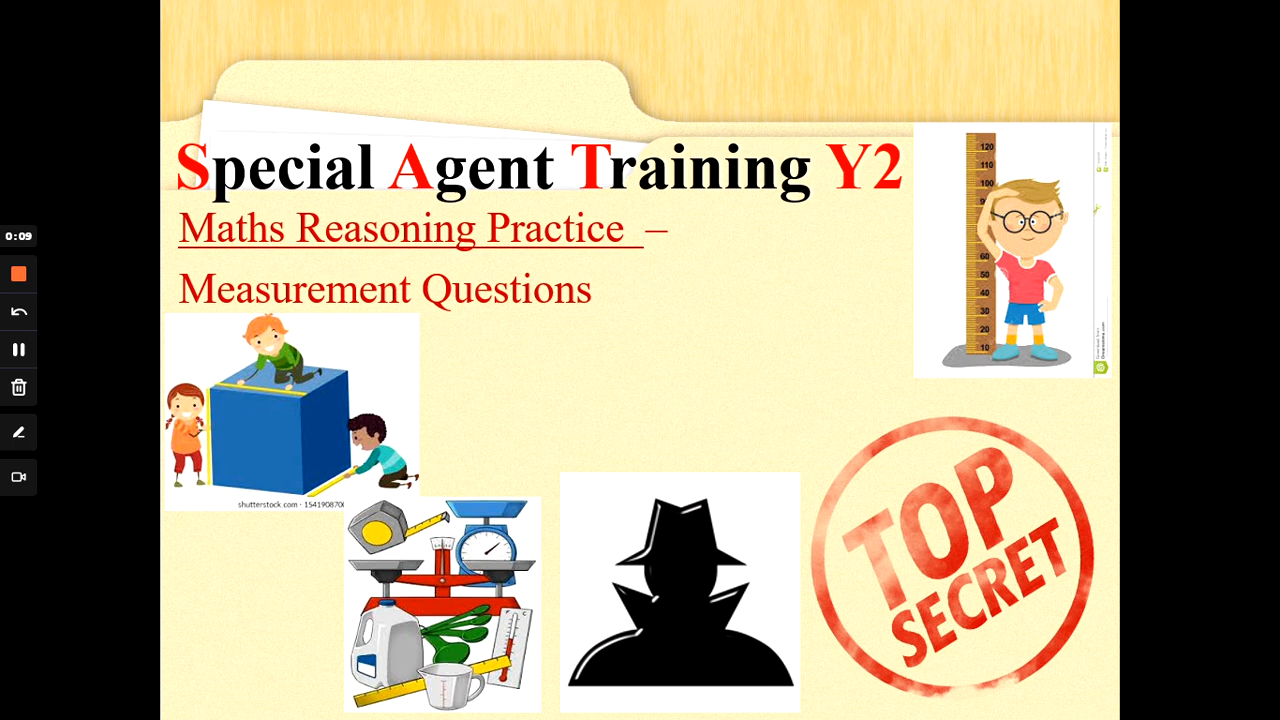 Special Agent Training Y2
Maths Reasoning Practice –
Measurement Questions
0:09
120
110
100
60
50
40
30
20
10
shutterstock.com · 154190870
TOP
SECRET